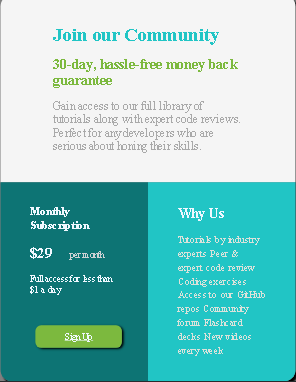 Join our Community
30-day, hassle-free money back
guarantee
Gain access to our full library of
tutorials along with expert code reviews.
Perfect for any developers who are
serious about honing their skills.
Monthly
Subscription
$29 per month
Full access for less than
$1 a day
Sign Up
Why Us
Tutorials by industry
experts Peer &
expert code review
Coding exercises
Access to our GitHub
repos Community
forum Flashcard
decks New videos
every week